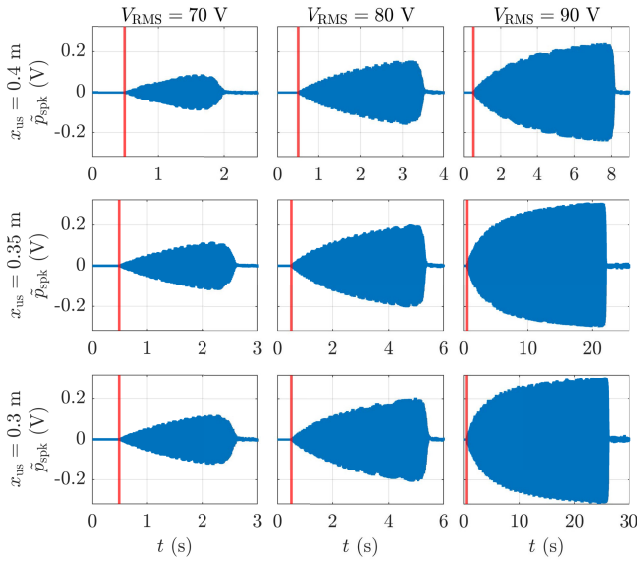 V_RMS = 70 V V_RMS = 80 V V_RMS = 90 V
x_us = 0.4 m
p̃_spk (V)
0.2
0
-0.2
0 1 2 0 1 2 3 4 0 2 4 6 8
x_us = 0.35 m
p̃_spk (V)
0.2
0
-0.2
0 1 2 3 0 2 4 6 0 10 20
x_us = 0.3 m
p̃_spk (V)
0.2
0
-0.2
0 1 2 3 0 2 4 6 0 10 20 30
t (s) t (s) t (s)